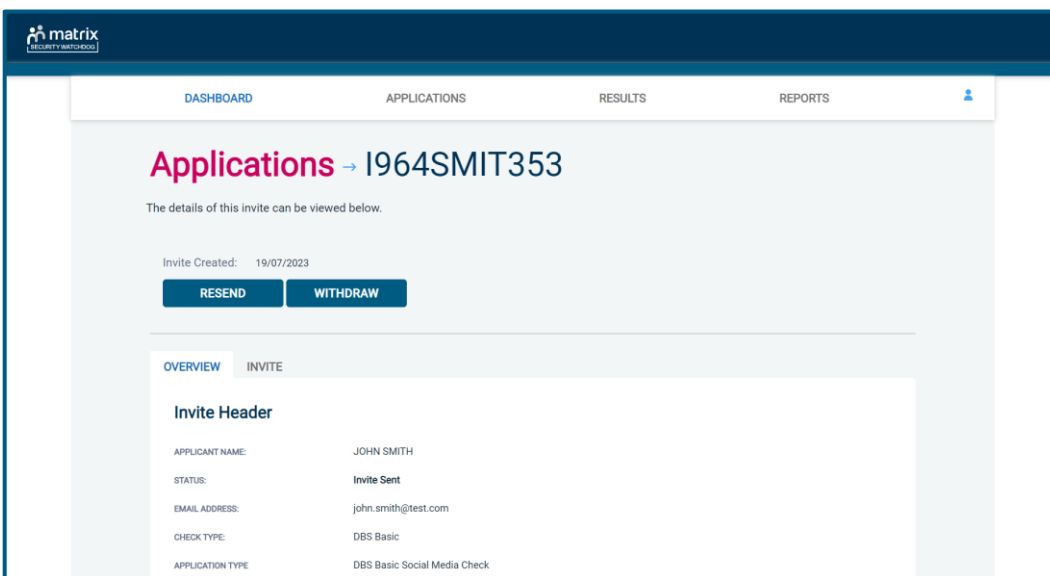 matrix
SECURITY WATCHDOG
DASHBOARD APPLICATIONS RESULTS REPORTS
Applications → I964SMIT353
The details of this invite can be viewed below.
Invite Created: 19/07/2023
RESEND WITHDRAW
OVERVIEW INVITE
Invite Header
APPLICANT NAME: JOHN SMITH
STATUS: Invite Sent
EMAIL ADDRESS: john.smith@test.com
CHECK TYPE: DBS Basic
APPLICATION TYPE DBS Basic Social Media Check